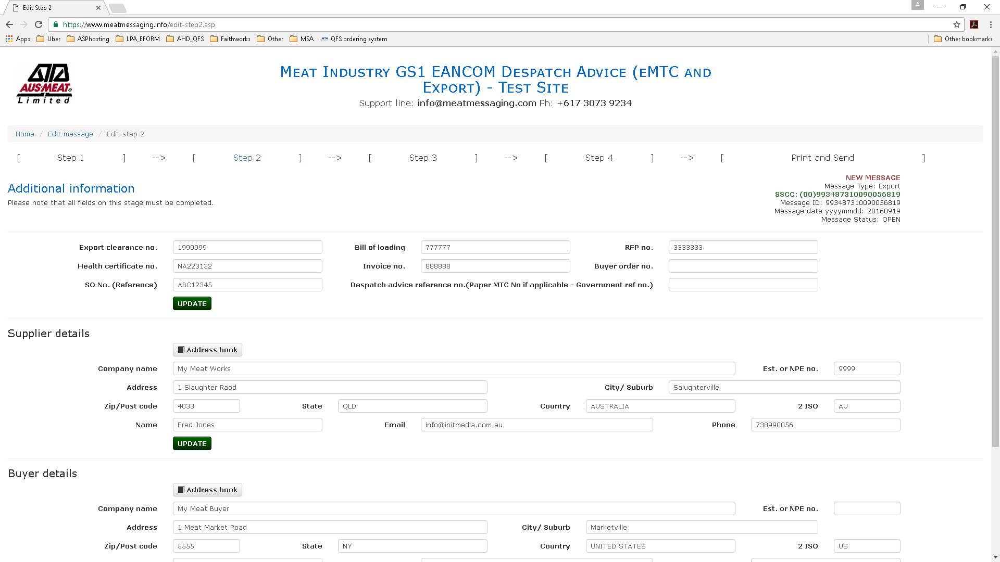 Edit Step 2
https://www.meatmessaging.info/edit-step2.asp
Apps Uber ASPhosting LPA_EFORM AHD_QFS Faithworks Other MSA QFS ordering system Other bookmarks
AUS-MEAT®
Limited
MEAT INDUSTRY GS1 EANCOM DESPATCH ADVICE (EMTC AND
EXPORT) - TEST SITE
Support line: info@meatmessaging.com Ph: +617 3073 9234
Home / Edit message / Edit step 2
[ Step 1 ] --> [ Step 2 ] --> [ Step 3 ] --> [ Step 4 ] --> [ Print and Send ]
NEW MESSAGE
Additional information
Message Type: Export
SSCC: (00)993487310090056819
Please note that all fields on this stage must be completed.
Message ID: 993487310090056819
Message date yyyymmdd: 20160919
Message Status: OPEN
Export clearance no. 1999999 Bill of loading 777777 RFP no. 3333333
Health certificate no. NA223132 Invoice no. 888888 Buyer order no.
SO No. (Reference) ABC12345 Despatch advice reference no.(Paper MTC No if applicable - Government ref no.)
UPDATE
Supplier details
Address book
Company name My Meat Works Est. or NPE no. 9999
Address 1 Slaughter Raod City/ Suburb Salughterville
Zip/Post code 4033 State QLD Country AUSTRALIA 2 ISO AU
Name Fred Jones Email info@initmedia.com.au Phone 738990056
UPDATE
Buyer details
Address book
Company name My Meat Buyer Est. or NPE no.
Address 1 Meat Market Road City/ Suburb Marketville
Zip/Post code 5555 State NY Country UNITED STATES 2 ISO US